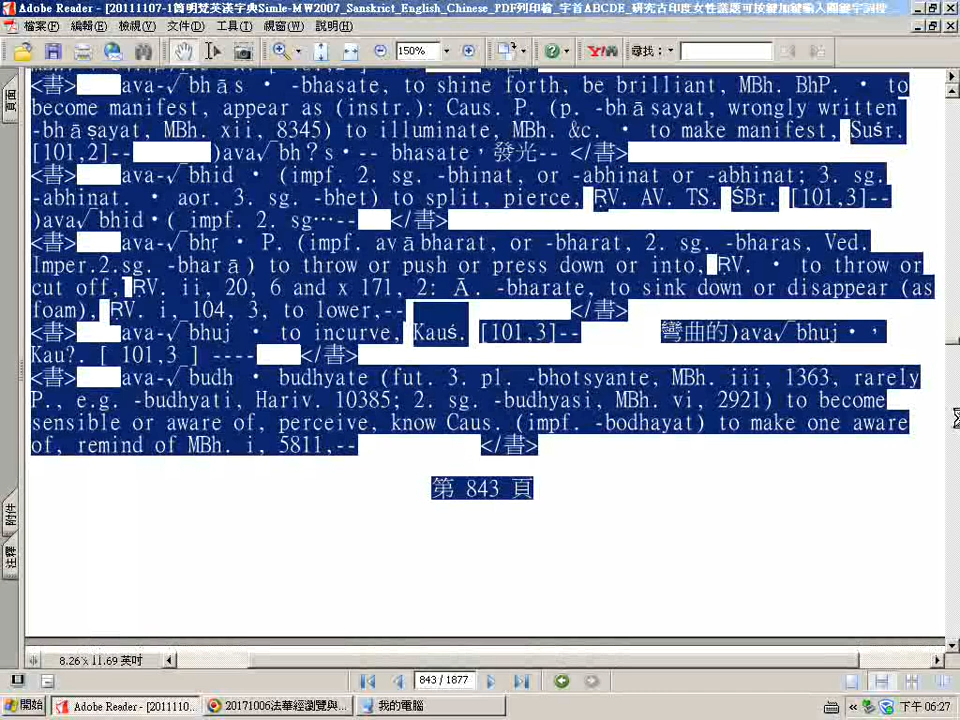 Adobe Reader - [20111107-1簡明梵英漢字典Simle-MW2007_Sanskrict_English_Chinese_PDF列印檔_字首ABCDE_研究古印度女性議題可按
檔案(F) 編輯(E) 檢視(V) 文件(D) 工具(T) 視窗(W) 說明(H)
150% Y! 尋找：
頁面
<書> ava-√bhās • -bhasate, to shine forth, be brilliant, MBh. BhP. • to
become manifest, appear as (instr.): Caus. P. (p. -bhāsayat, wrongly written
-bhāṣayat, MBh. xii, 8345) to illuminate, MBh. &c. • to make manifest, Suśr.
[101,2]-- )ava√bh?s•-- bhasate，發光-- </書>
<書> ava-√bhid • (impf. 2. sg. -bhinat, or -abhinat or -abhinat; 3. sg.
-abhinat. • aor. 3. sg. -bhet) to split, pierce, ṚV. AV. TS. ŚBr. [101,3]--
)ava√bhid•( impf. 2. sg…-- </書>
<書> ava-√bhṛ • P. (impf. avābharat, or -bharat, 2. sg. -bharas, Ved.
Imper.2.sg. -bharā) to throw or push or press down or into, ṚV. • to throw or
cut off, ṚV. ii, 20, 6 and x 171, 2: Ā. -bharate, to sink down or disappear (as
foam), ṚV. i, 104, 3, to lower,-- </書>
<書> ava-√bhuj • to incurve, Kauś. [101,3]-- 彎曲的)ava√bhuj•，
Kau?. [ 101,3 ] ---- </書>
<書> ava-√budh • budhyate (fut. 3. pl. -bhotsyante, MBh. iii, 1363, rarely
P., e.g. -budhyati, Hariv. 10385; 2. sg. -budhyasi, MBh. vi, 2921) to become
sensible or aware of, perceive, know Caus. (impf. -bodhayat) to make one aware
of, remind of MBh. i, 5811,-- </書>
第 843 頁
附件
注釋
8.26 x 11.69 英吋
843 / 1877
開始 Adobe Reader - [2011110... 20171006法華經瀏覽與... 我的電腦 下午 06:27